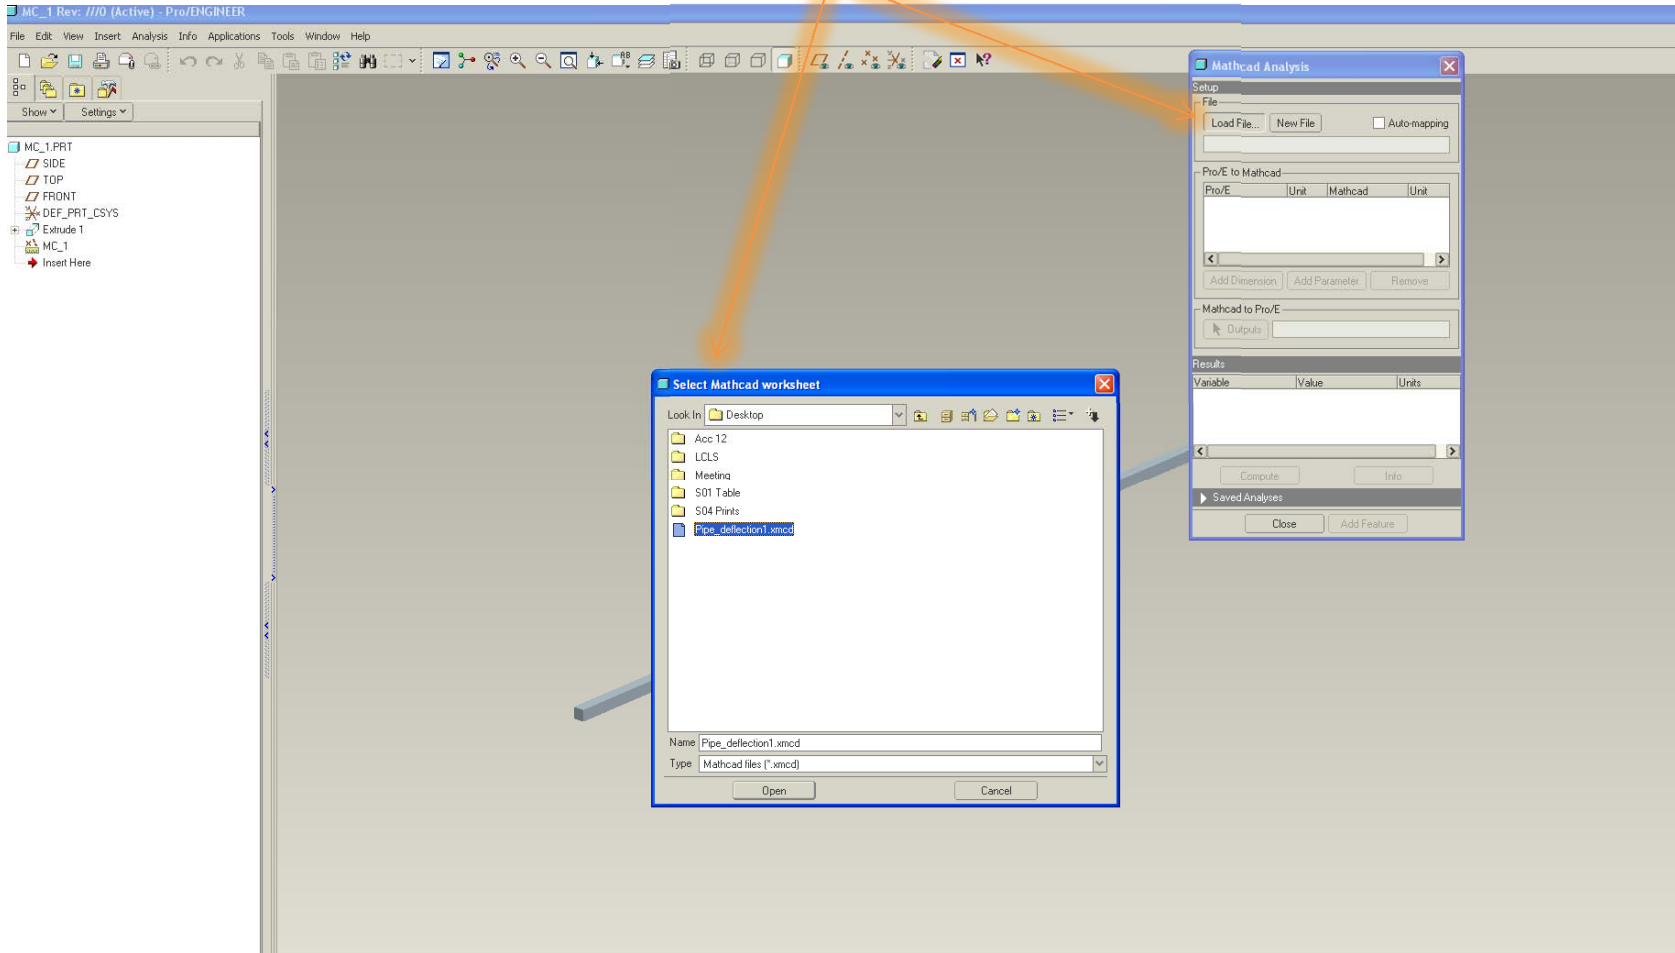 MC_1 Rev: ///0 (Active) - Pro/ENGINEER
File Edit View Insert Analysis Info Applications Tools Window Help
Show Settings
MC_1.PRT
SIDE
TOP
FRONT
DEF_PRT_CSYS
Extrude 1
MC_1
Insert Here
Select Mathcad worksheet
Look In Desktop
Acc 12
LCLS
Meeting
S01 Table
S04 Prints
Pipe_deflection1.xmcd
Name Pipe_deflection1.xmcd
Type Mathcad files (*.xmcd)
Open Cancel
Mathcad Analysis
Setup
File
Load File... New File Auto-mapping
Pro/E to Mathcad
Pro/E Unit Mathcad Unit
Add Dimension Add Parameter Remove
Mathcad to Pro/E
Outputs
Results
Variable Value Units
Compute Info
Saved Analyses
Close Add Feature